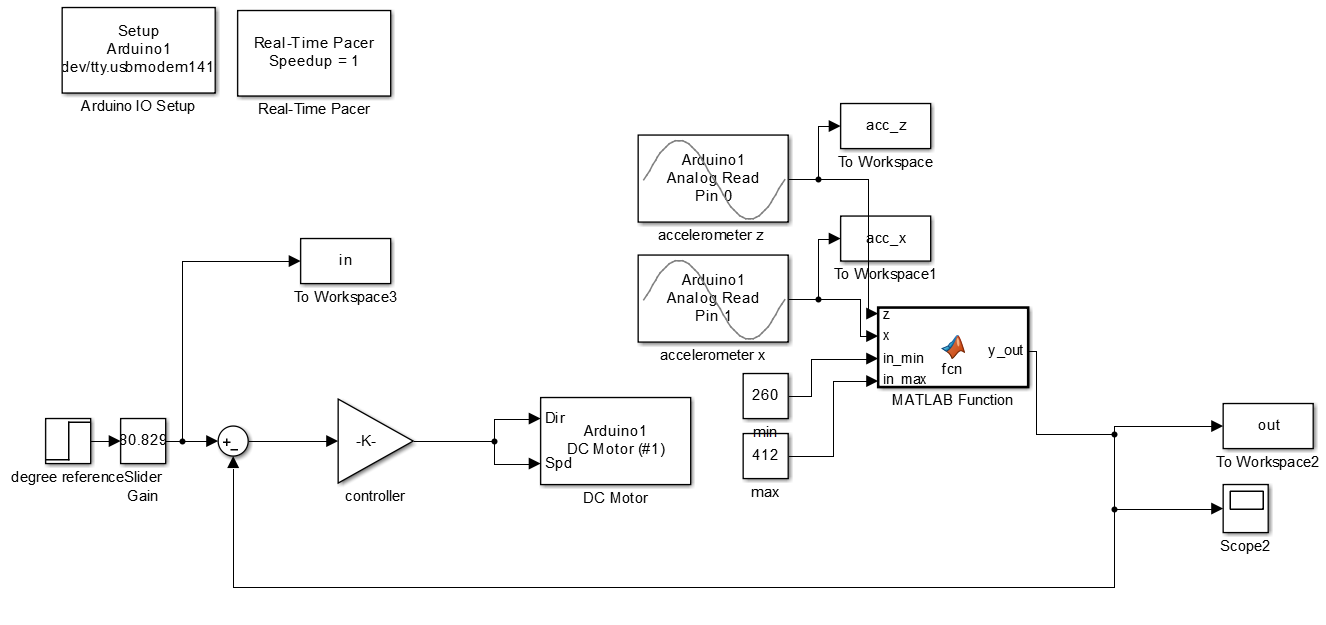 Setup
Arduino1
dev/tty.usbmodem141
Arduino IO Setup
Real-Time Pacer
Speedup = 1
Real-Time Pacer
acc_z
To Workspace
Arduino1
Analog Read
Pin 0
accelerometer z
acc_x
To Workspace1
Arduino1
Analog Read
Pin 1
accelerometer x
in
To Workspace3
z
x
in_min
in_max
fcn
y_out
MATLAB Function
260
min
412
max
degree reference
30.829
Slider
Gain
+
−
-K-
controller
Dir
Spd
Arduino1
DC Motor (#1)
DC Motor
out
To Workspace2
Scope2